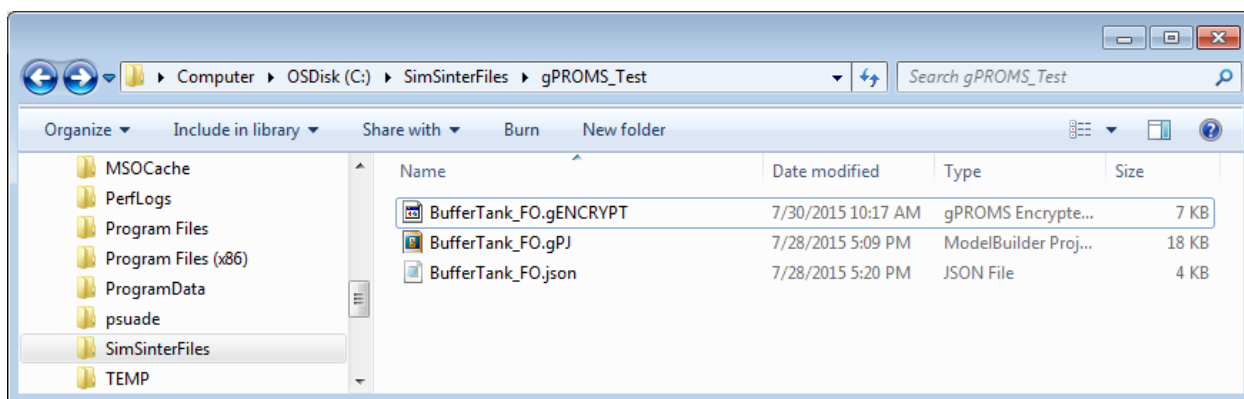 Computer OSDisk (C:) SimSinterFiles gPROMS_Test Search gPROMS_Test
Organize Include in library Share with Burn New folder
MSOCache
PerfLogs
Program Files
Program Files (x86)
ProgramData
psuade
SimSinterFiles
TEMP
Name Date modified Type Size
BufferTank_FO.gENCRYPT 7/30/2015 10:17 AM gPROMS Encrypte... 7 KB
BufferTank_FO.gPJ 7/28/2015 5:09 PM ModelBuilder Proj... 18 KB
BufferTank_FO.json 7/28/2015 5:20 PM JSON File 4 KB